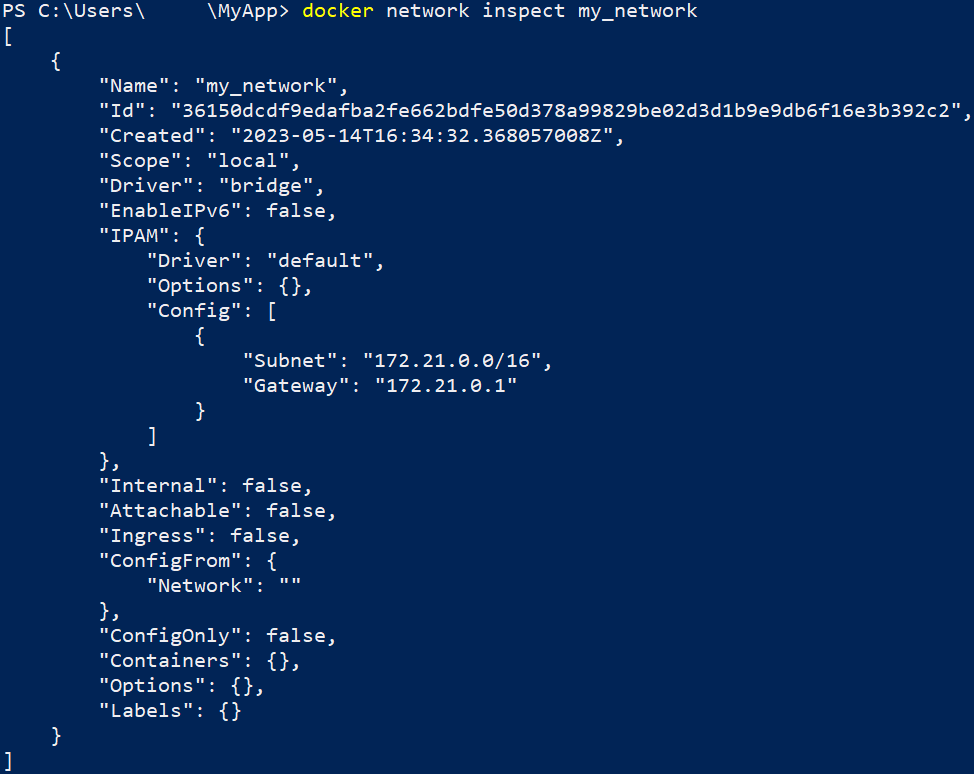 PS C:\Users\ \MyApp> docker network inspect my_network
[
    {
        "Name": "my_network",
        "Id": "36150dcdf9edafba2fe662bdfe50d378a99829be02d3d1b9e9db6f16e3b392c2",
        "Created": "2023-05-14T16:34:32.368057008Z",
        "Scope": "local",
        "Driver": "bridge",
        "EnableIPv6": false,
        "IPAM": {
            "Driver": "default",
            "Options": {},
            "Config": [
                {
                    "Subnet": "172.21.0.0/16",
                    "Gateway": "172.21.0.1"
                }
            ]
        },
        "Internal": false,
        "Attachable": false,
        "Ingress": false,
        "ConfigFrom": {
            "Network": ""
        },
        "ConfigOnly": false,
        "Containers": {},
        "Options": {},
        "Labels": {}
    }
]